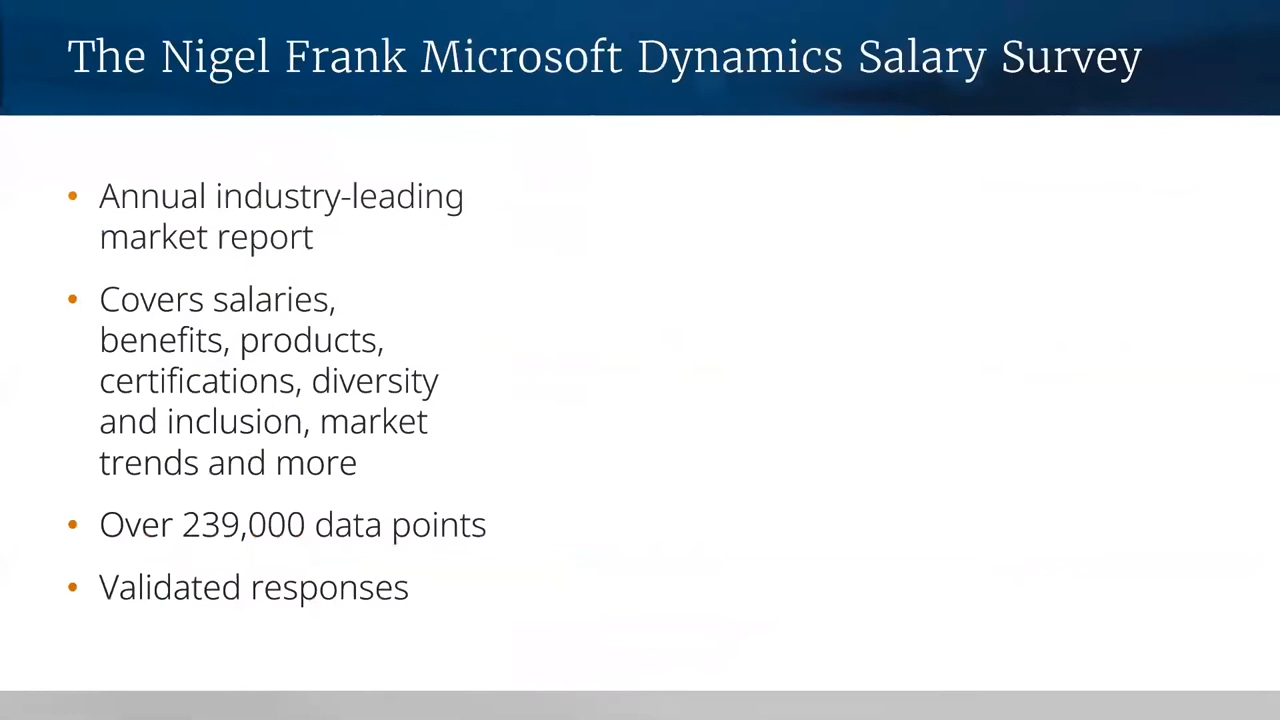 The Nigel Frank Microsoft Dynamics Salary Survey
• Annual industry-leading
market report
• Covers salaries,
benefits, products,
certifications, diversity
and inclusion, market
trends and more
• Over 239,000 data points
• Validated responses